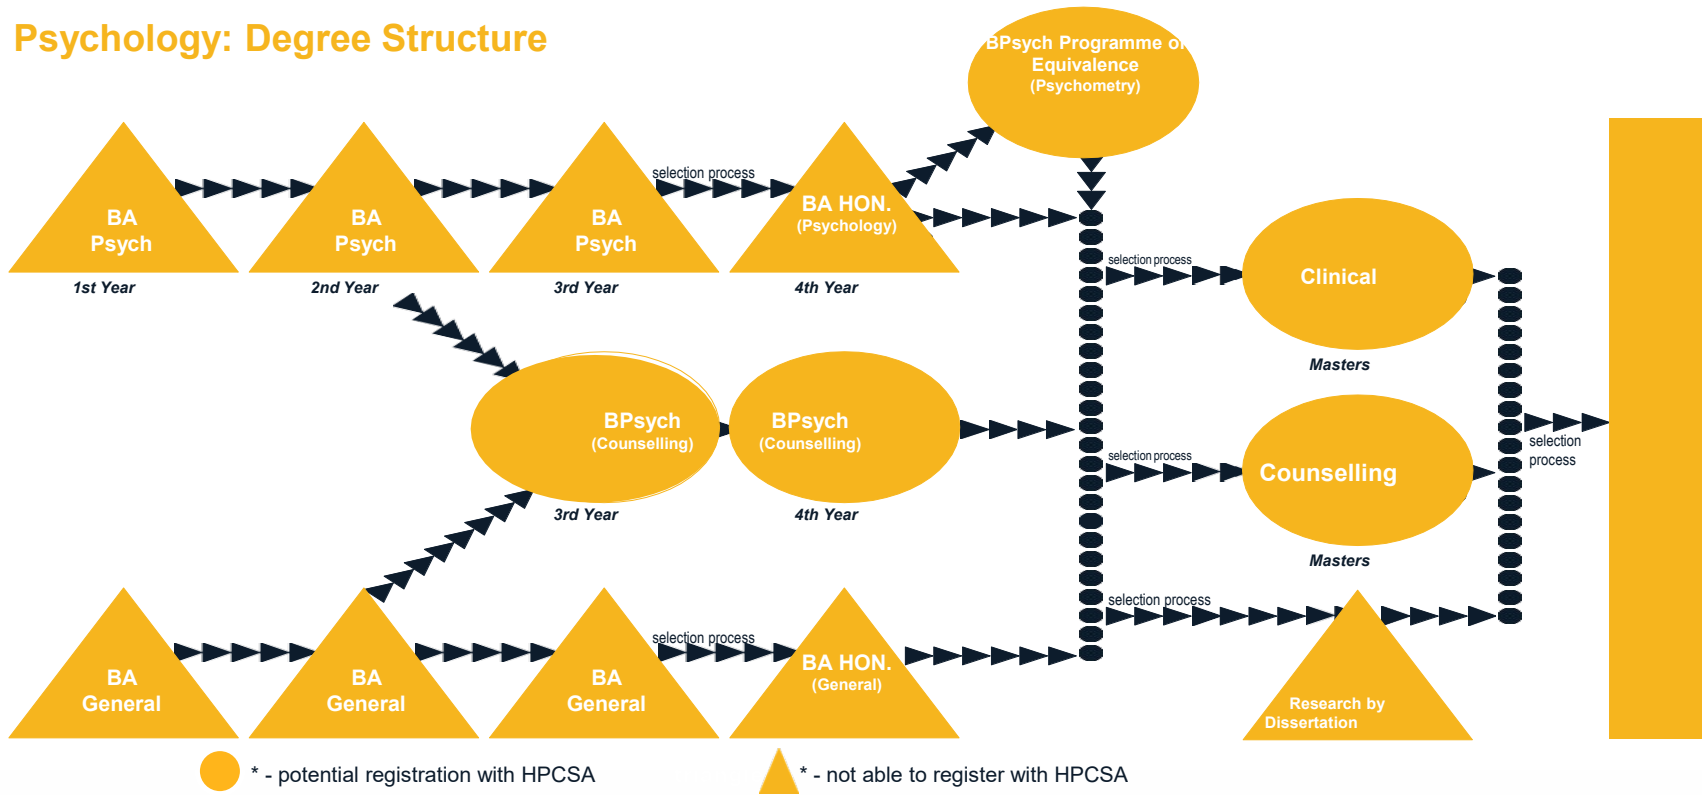 Psychology: Degree Structure
BPsych Programme or
Equivalence
(Psychometry)
selection process
BA
Psych
BA
Psych
BA
Psych
BA HON.
(Psychology)
1st Year
2nd Year
3rd Year
4th Year
selection process
Clinical
Masters
BPsych
(Counselling)
BPsych
(Counselling)
3rd Year
4th Year
selection process
Counselling
Masters
selection
process
selection process
selection process
BA
General
BA
General
BA
General
BA HON.
(General)
Research by
Dissertation
* - potential registration with HPCSA
* - not able to register with HPCSA